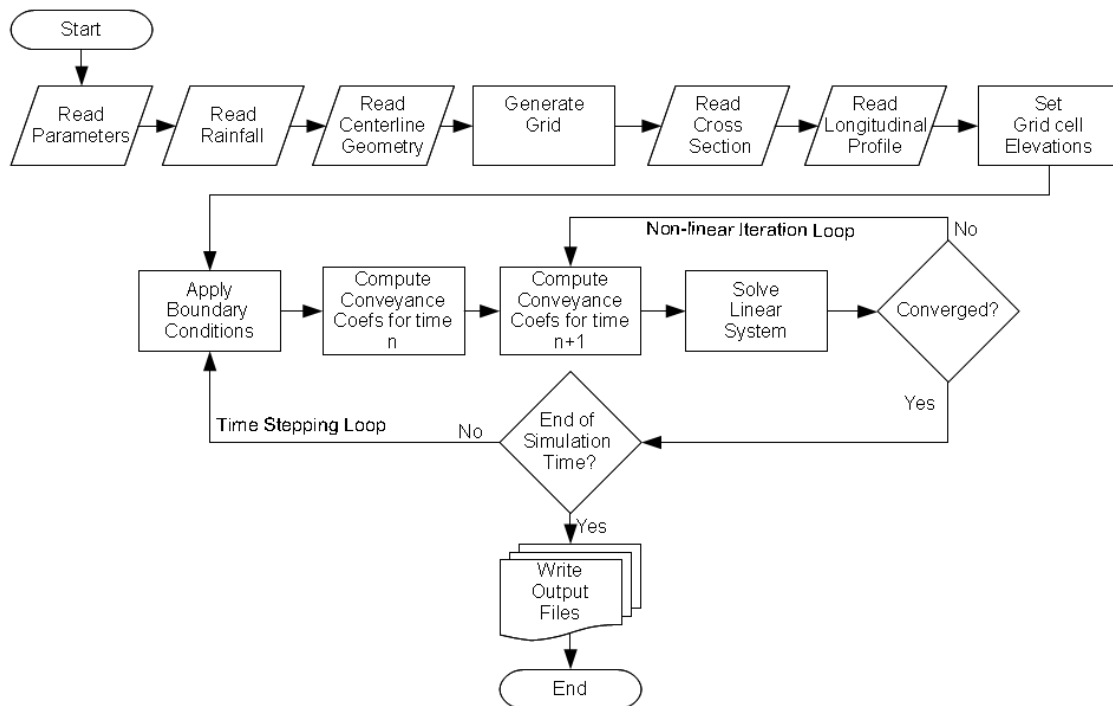 Start
Read
Parameters
Read
Rainfall
Read
Centerline
Geometry
Generate
Grid
Read
Cross
Section
Read
Longitudinal
Profile
Set
Grid cell
Elevations
Non-linear Iteration Loop
No
Apply
Boundary
Conditions
Compute
Conveyance
Coefs for time
n
Compute
Conveyance
Coefs for time
n+1
Solve
Linear
System
Converged?
Yes
Time Stepping Loop
No
End of
Simulation
Time?
Yes
Write
Output
Files
End